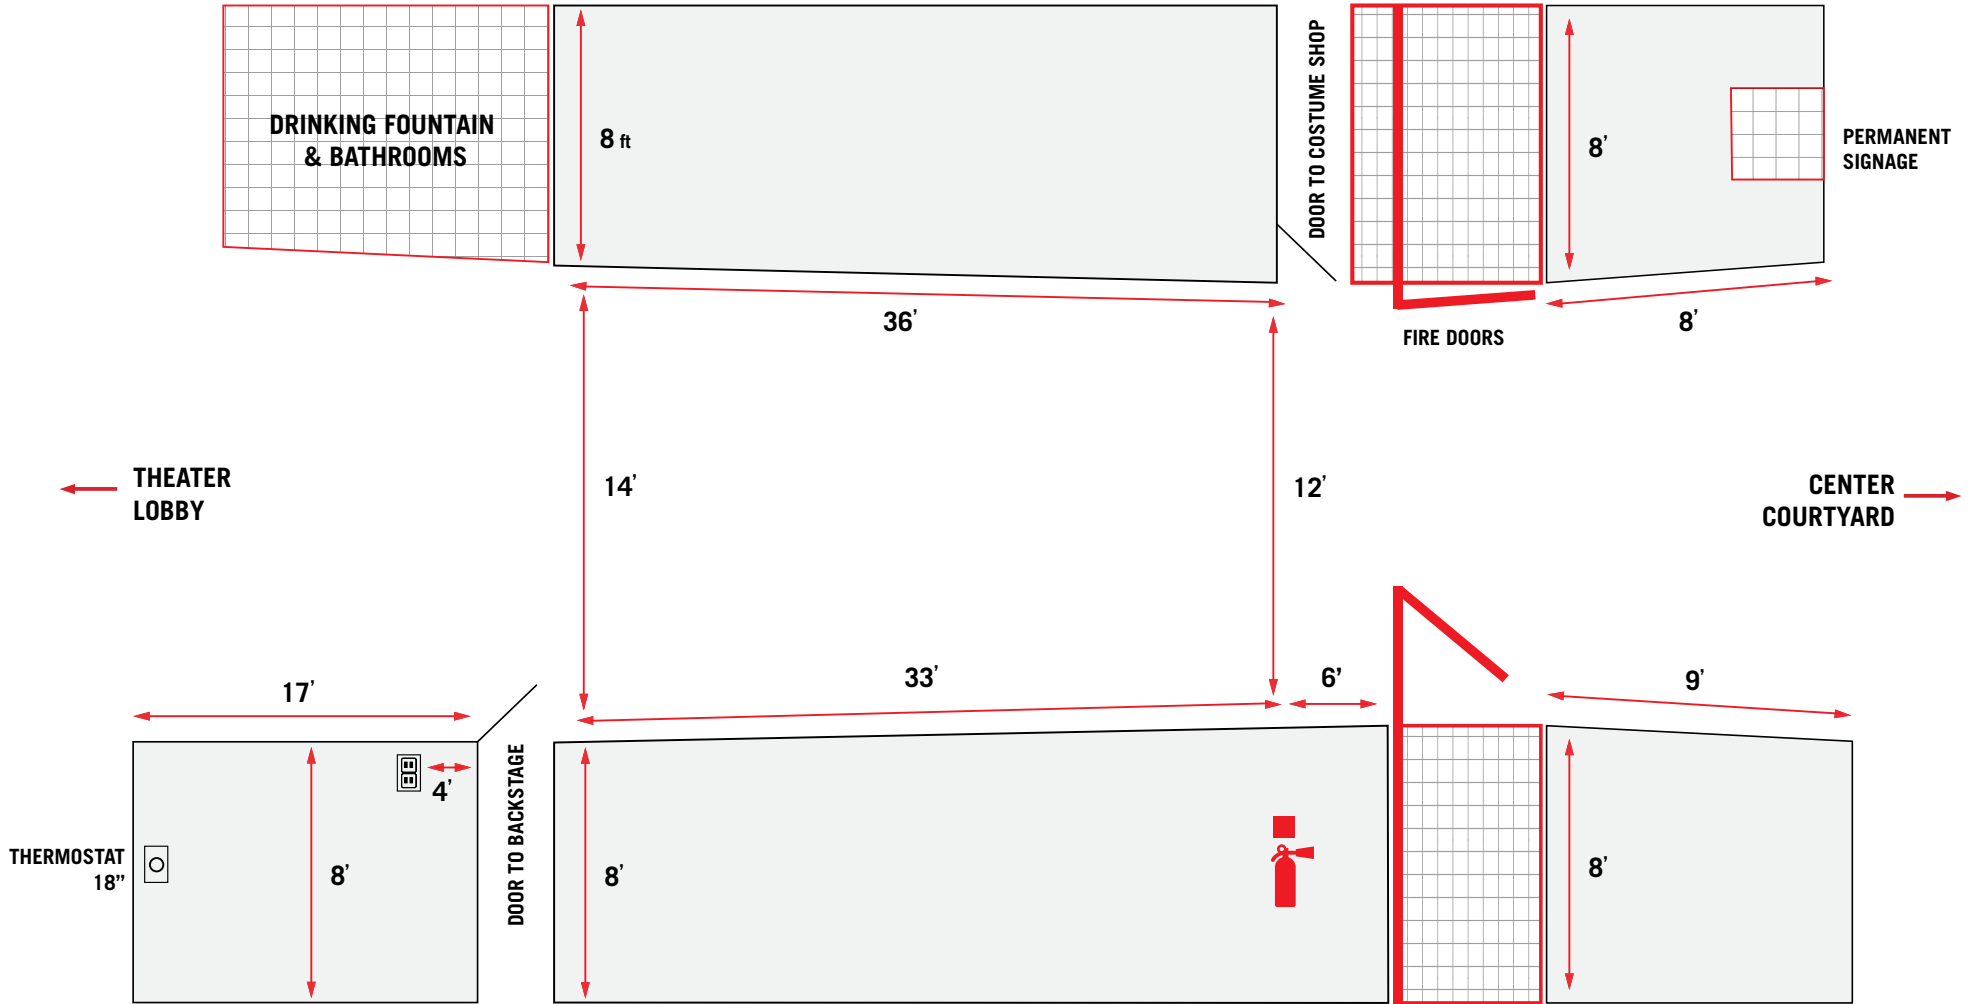 DRINKING FOUNTAIN
& BATHROOMS
8 ft
DOOR TO COSTUME SHOP
8’
PERMANENT
SIGNAGE
36’
FIRE DOORS
8’
THEATER
LOBBY
14’
12’
CENTER
COURTYARD
17’
33’
6’
9’
4’
THERMOSTAT
18”
8’
DOOR TO BACKSTAGE
8’
8’